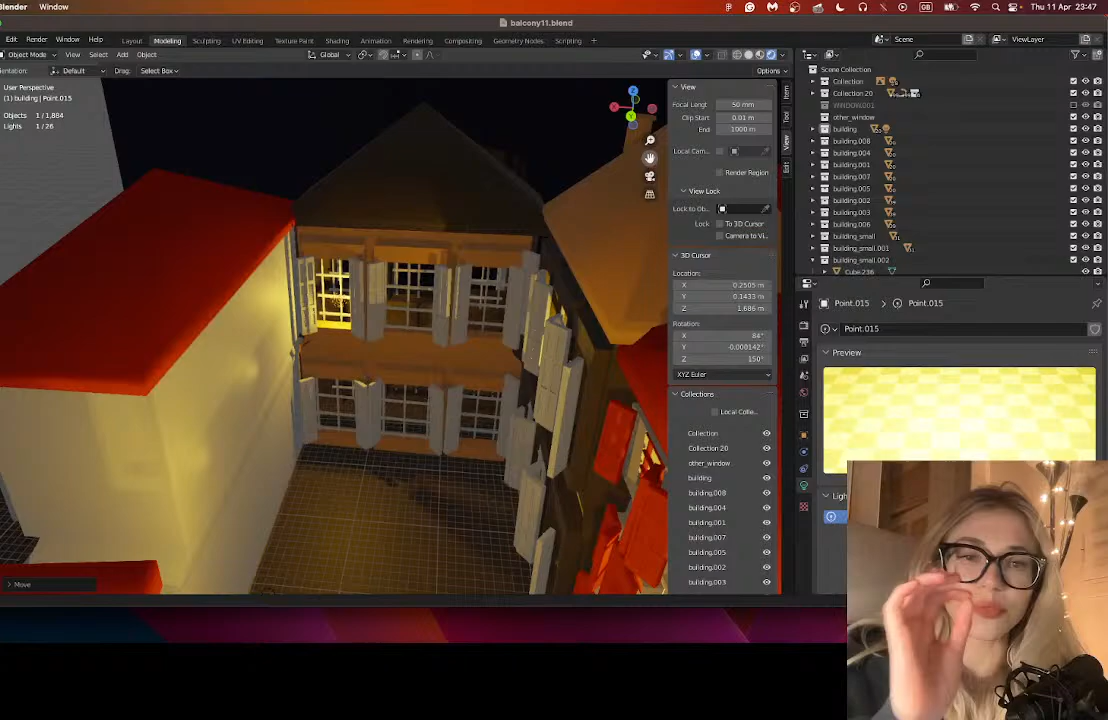 Blender Window
Thu 11 Apr 23:47
balcony11.blend
Edit Render Window Help
Layout Modeling Sculpting UV Editing Texture Paint Shading Animation Rendering Compositing Geometry Nodes Scripting
Scene
ViewLayer
Object Mode View Select Add Object
Global
Default Drag: Select Box
Options
User Perspective
(1) building | Point.015
Objects 1/1,884
Lights 1/26
View
Focal Lengt 50 mm
Clip Start 0.01 m
End 1000 m
Local Cam...
Render Region
View Lock
Lock to Ob...
Lock To 3D Cursor
Camera to Vi...
3D Cursor
Location:
X 0.2505 m
Y 0.1433 m
Z 1.686 m
Rotation:
X 84°
Y -0.000142°
Z 150°
XYZ Euler
Collections
Local Colle...
Collection
Collection 20
other_window
building
building.008
building.004
building.001
building.007
building.005
building.002
building.003
Item
Tool
View
Edit
Scene Collection
Collection
Collection 20
WINDOW.001
other_window
building
building.008
building.004
building.001
building.007
building.005
building.002
building.003
building.006
building_small
building_small.001
building_small.002
Cube.236
Point.015 Point.015
Point.015
Preview
Ligh
Move